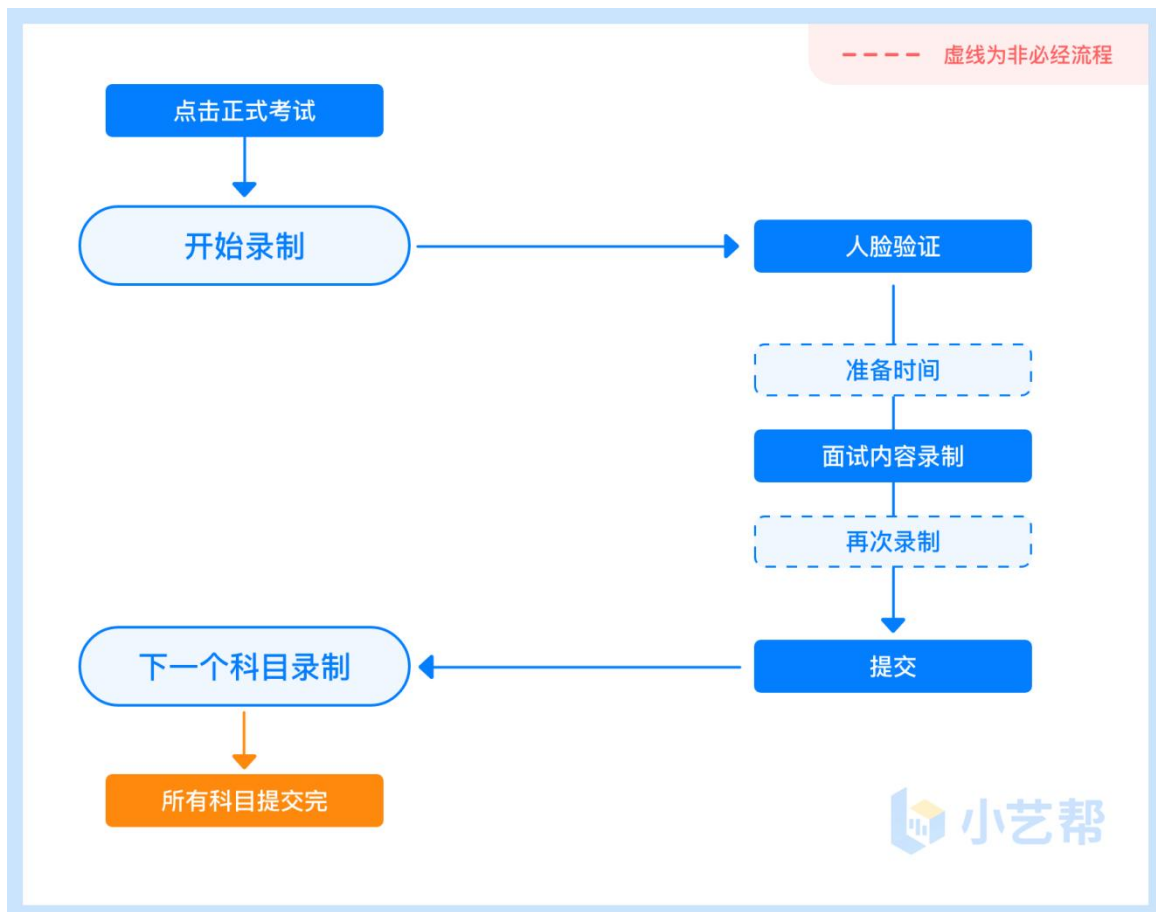 虚线为非必经流程
点击正式考试
开始录制
人脸验证
准备时间
面试内容录制
再次录制
提交
下一个科目录制
所有科目提交完
小艺帮